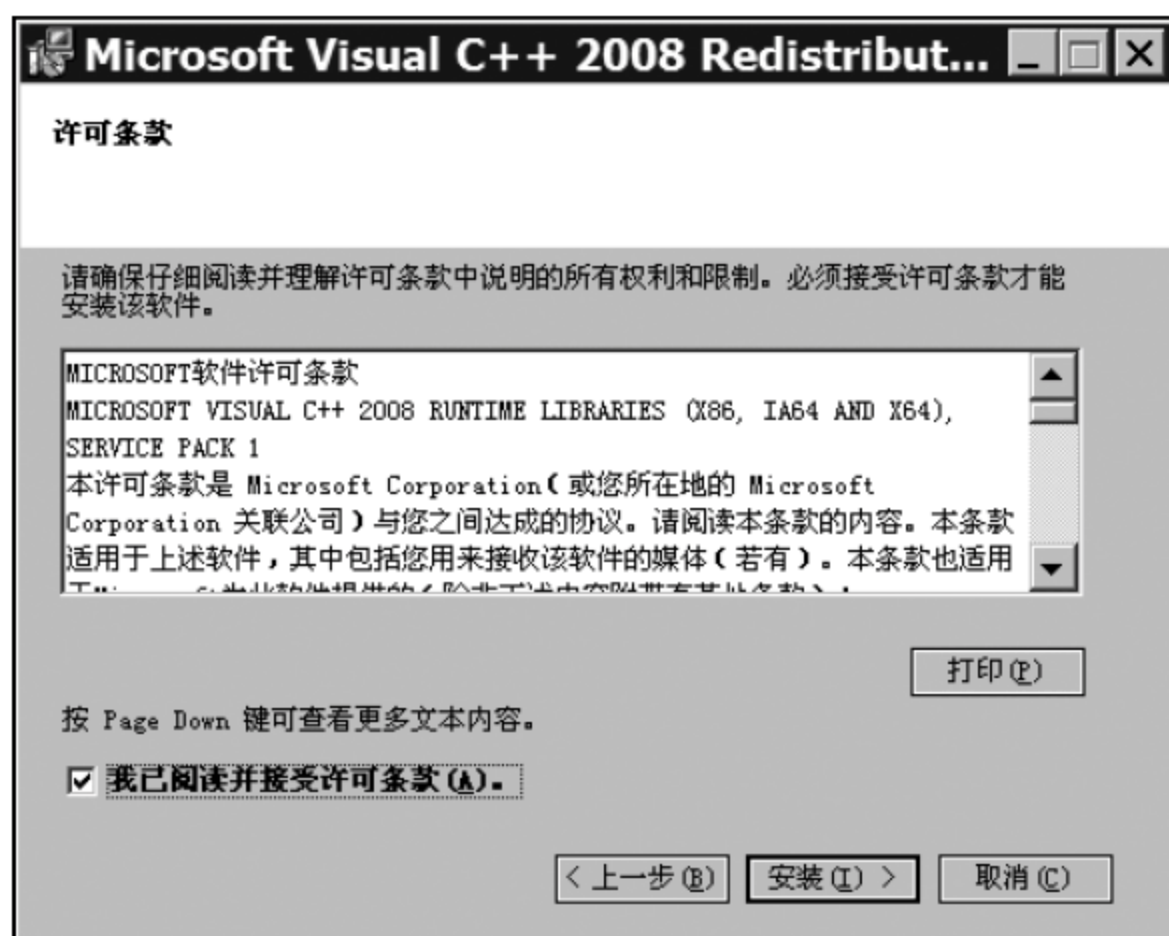 Microsoft Visual C++ 2008 Redistribut...
许可条款
请确保仔细阅读并理解许可条款中说明的所有权利和限制。必须接受许可条款才能
安装该软件。
MICROSOFT软件许可条款
MICROSOFT VISUAL C++ 2008 RUNTIME LIBRARIES (X86, IA64 AND X64),
SERVICE PACK 1
本许可条款是 Microsoft Corporation(或您所在地的 Microsoft
Corporation 关联公司)与您之间达成的协议。请阅读本条款的内容。本条款
适用于上述软件,其中包括您用来接收该软件的媒体(若有)。本条款也适用
打印(P)
按 Page Down 键可查看更多文本内容。
我已阅读并接受许可条款(A)。
< 上一步(B)
安装(I) >
取消(C)